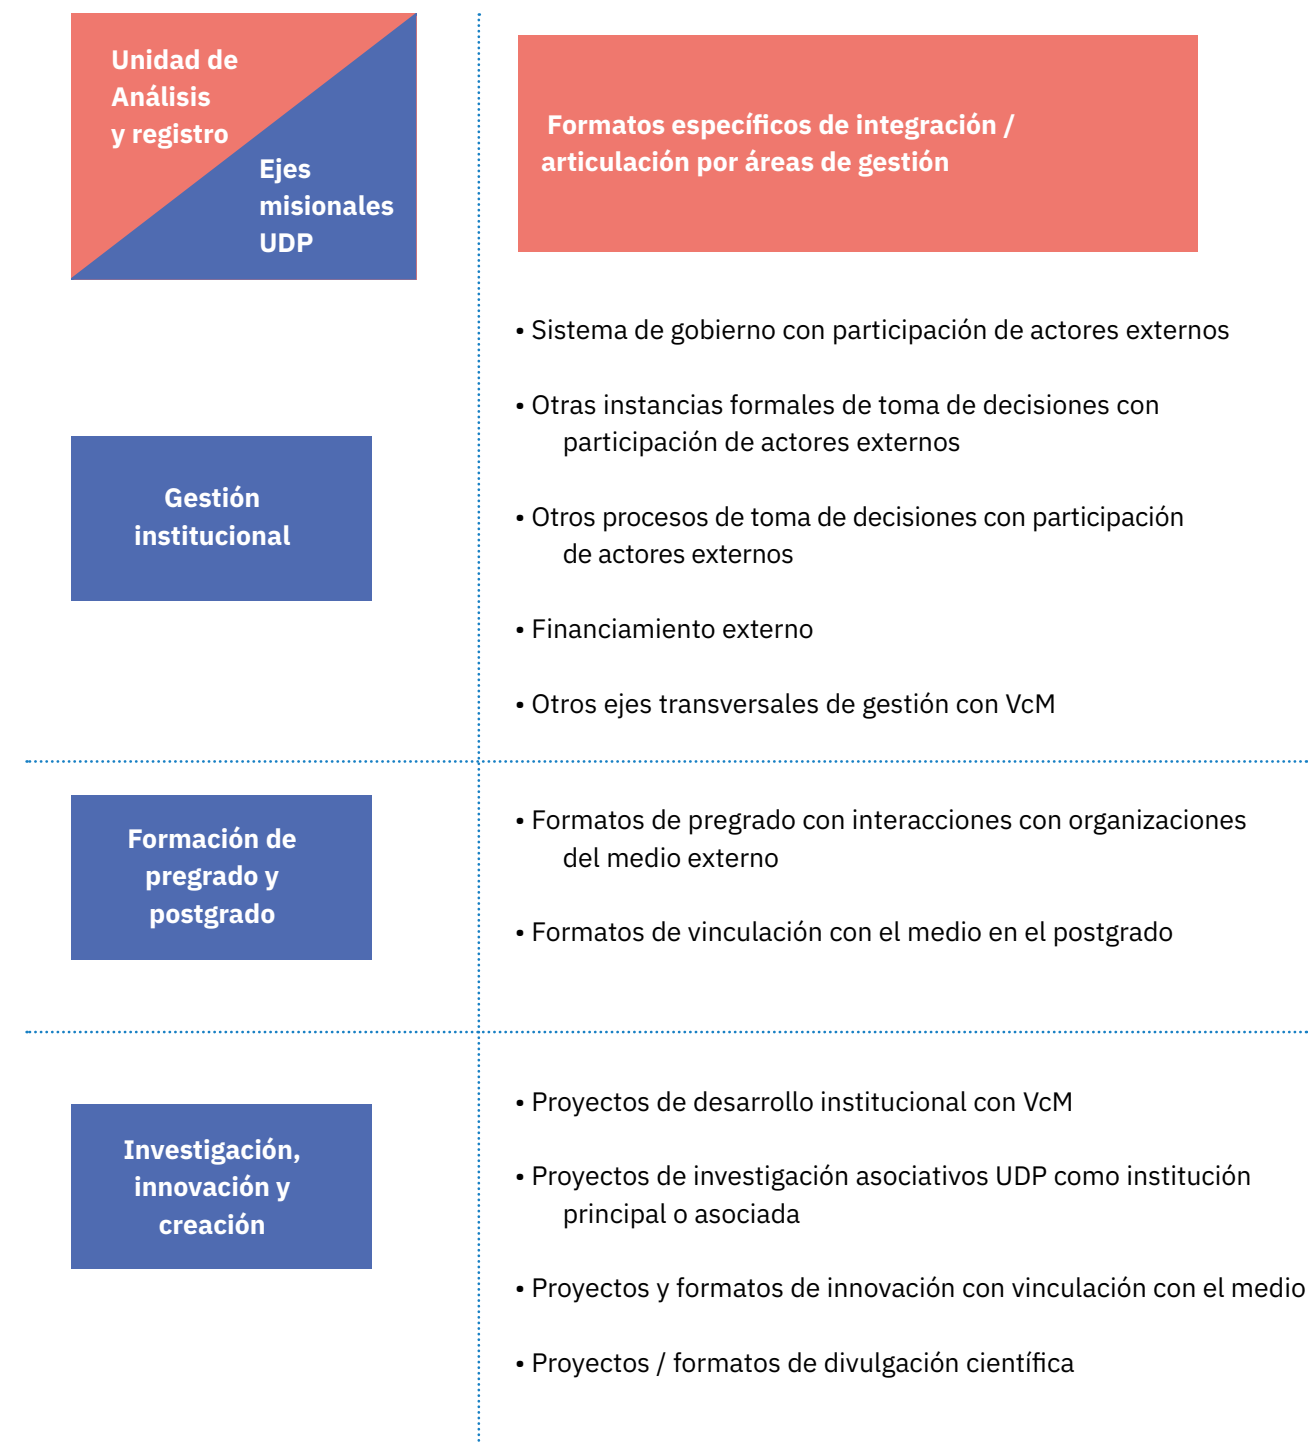 Unidad de
Análisis
y registro
Ejes
misionales
UDP
Formatos específicos de integración /
articulación por áreas de gestión
Gestión
institucional
• Sistema de gobierno con participación de actores externos
• Otras instancias formales de toma de decisiones con
participación de actores externos
• Otros procesos de toma de decisiones con participación
de actores externos
• Financiamiento externo
• Otros ejes transversales de gestión con VcM
Formación de
pregrado y
postgrado
• Formatos de pregrado con interacciones con organizaciones
del medio externo
• Formatos de vinculación con el medio en el postgrado
Investigación,
innovación y
creación
• Proyectos de desarrollo institucional con VcM
• Proyectos de investigación asociativos UDP como institución
principal o asociada
• Proyectos y formatos de innovación con vinculación con el medio
• Proyectos / formatos de divulgación científica